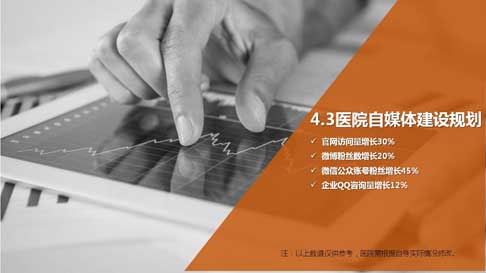 4.3医院自媒体建设规划
✓ 官网访问量增长30%
✓ 微博粉丝数增长20%
✓ 微信公众账号粉丝增长45%
✓ 企业QQ咨询量增长12%
注：以上数值仅供参考，医院需根据自身实际情况修改。